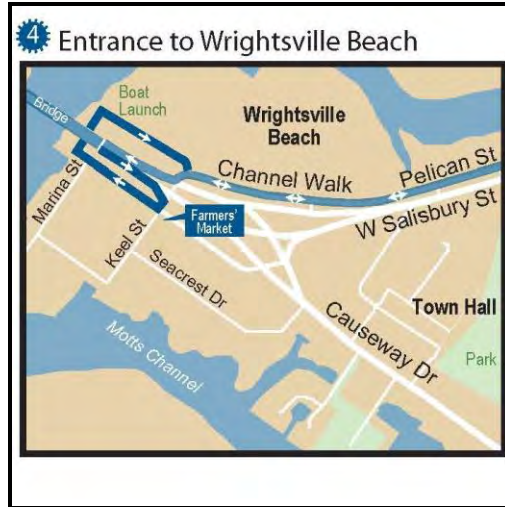 4 Entrance to Wrightsville Beach
Boat
Launch
Bridge
Wrightsville
Beach
Channel Walk
Pelican St
W Salisbury St
Marina St
Farmers'
Market
Keel St
Seacrest Dr
Town Hall
Causeway Dr
Motts Channel
Park